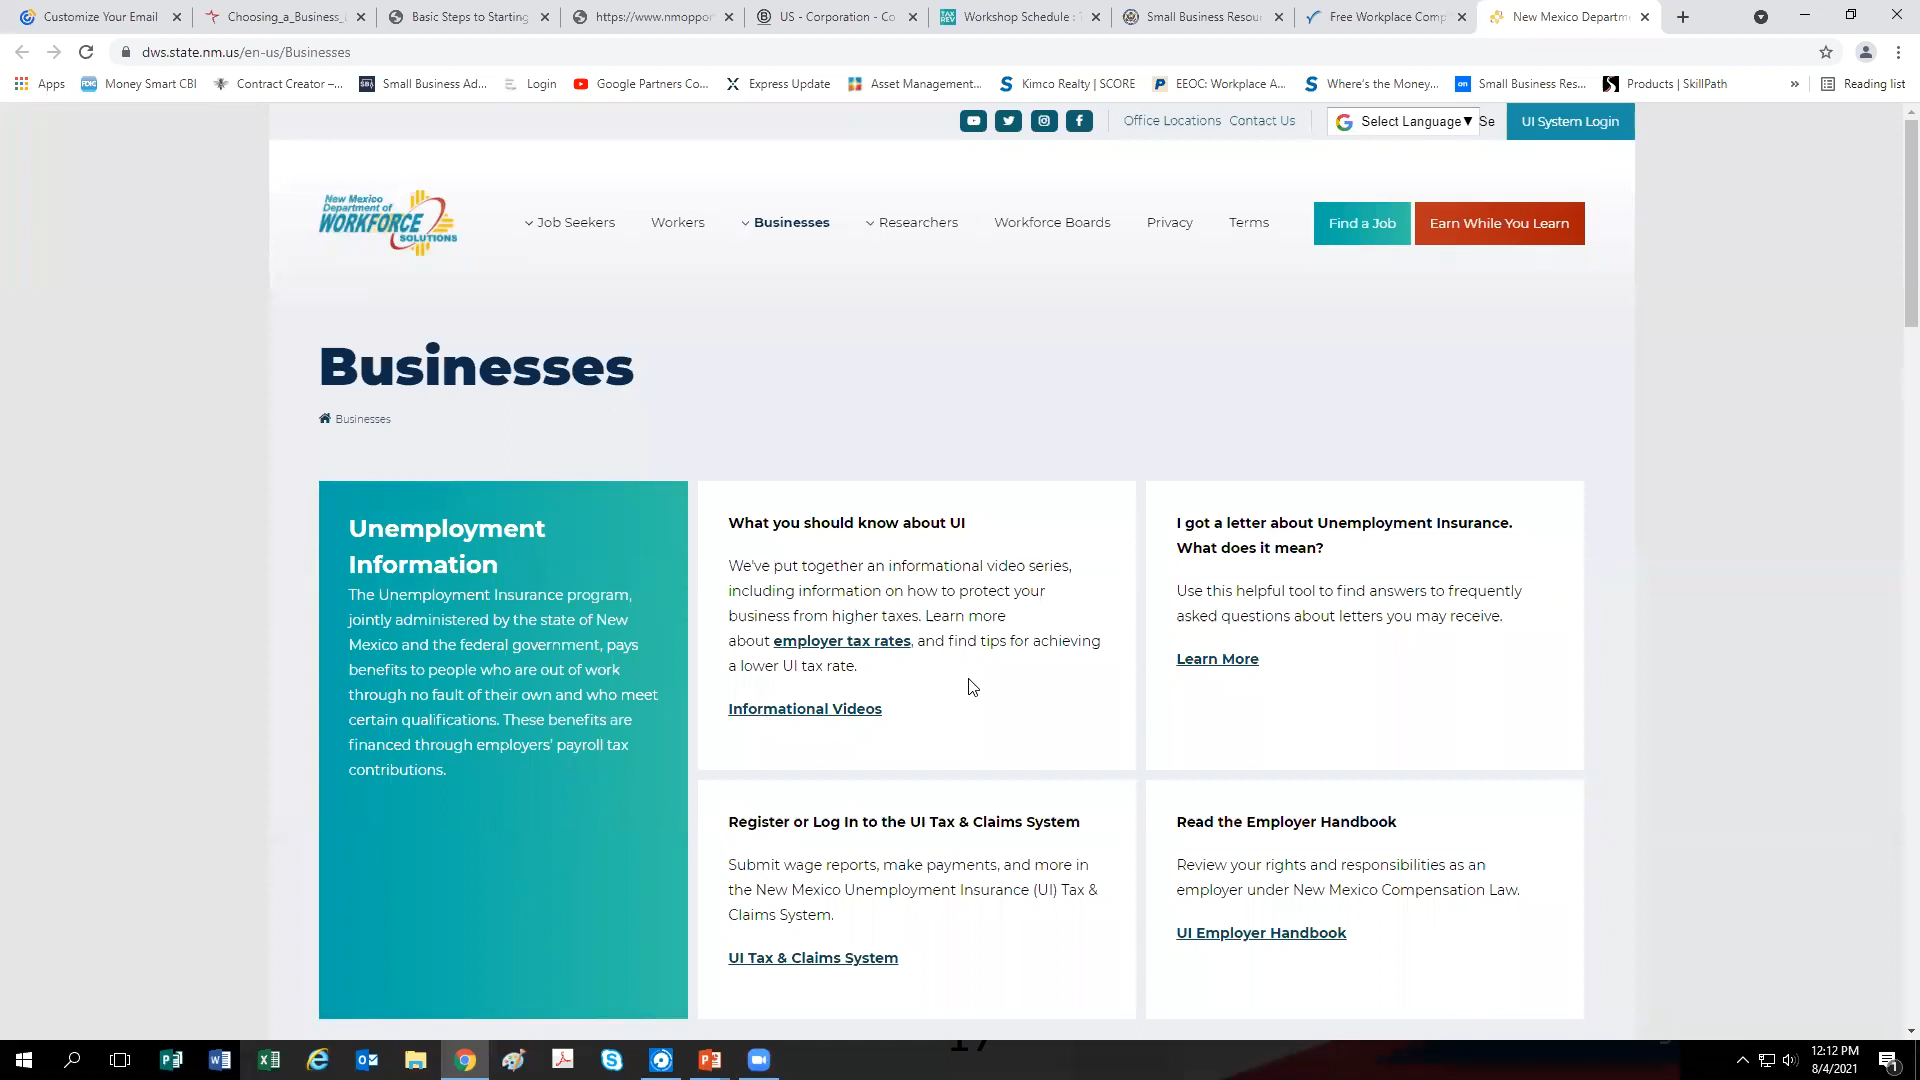 Customize Your Email
Choosing_a_Business_
Basic Steps to Starting
https://www.nmoppor
US - Corporation - Co
Workshop Schedule : T
Small Business Resou
Free Workplace Comp
New Mexico Departm
dws.state.nm.us/en-us/Businesses
Apps
Money Smart CBI
Contract Creator –...
Small Business Ad...
Login
Google Partners Co...
Express Update
Asset Management...
Kimco Realty | SCORE
EEOC: Workplace A...
Where's the Money...
Small Business Res...
Products | SkillPath
»
Reading list
Office Locations
Contact Us
Select Language▼
Se
UI System Login
New Mexico
Department of
WORKFORCE
SOLUTIONS
Job Seekers
Workers
Businesses
Researchers
Workforce Boards
Privacy
Terms
Find a Job
Earn While You Learn
Businesses
Businesses
Unemployment
Information
The Unemployment Insurance program,
jointly administered by the state of New
Mexico and the federal government, pays
benefits to people who are out of work
through no fault of their own and who meet
certain qualifications. These benefits are
financed through employers' payroll tax
contributions.
What you should know about UI
We've put together an informational video series,
including information on how to protect your
business from higher taxes. Learn more
about employer tax rates, and find tips for achieving
a lower UI tax rate.
Informational Videos
I got a letter about Unemployment Insurance.
What does it mean?
Use this helpful tool to find answers to frequently
asked questions about letters you may receive.
Learn More
Register or Log In to the UI Tax & Claims System
Submit wage reports, make payments, and more in
the New Mexico Unemployment Insurance (UI) Tax &
Claims System.
UI Tax & Claims System
Read the Employer Handbook
Review your rights and responsibilities as an
employer under New Mexico Compensation Law.
UI Employer Handbook
12:12 PM
8/4/2021